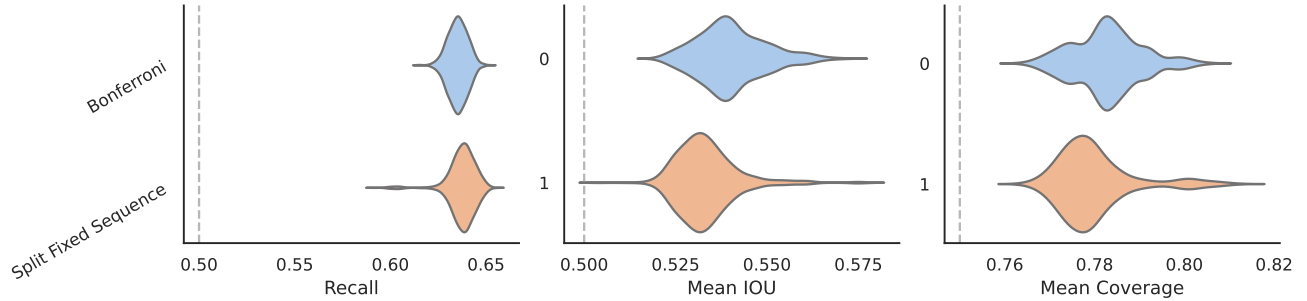 Bonferroni
Split Fixed Sequence
0.50 0.55 0.60 0.65
Recall
0
1
0.500 0.525 0.550 0.575
Mean IOU
0
1
0.76 0.78 0.80 0.82
Mean Coverage